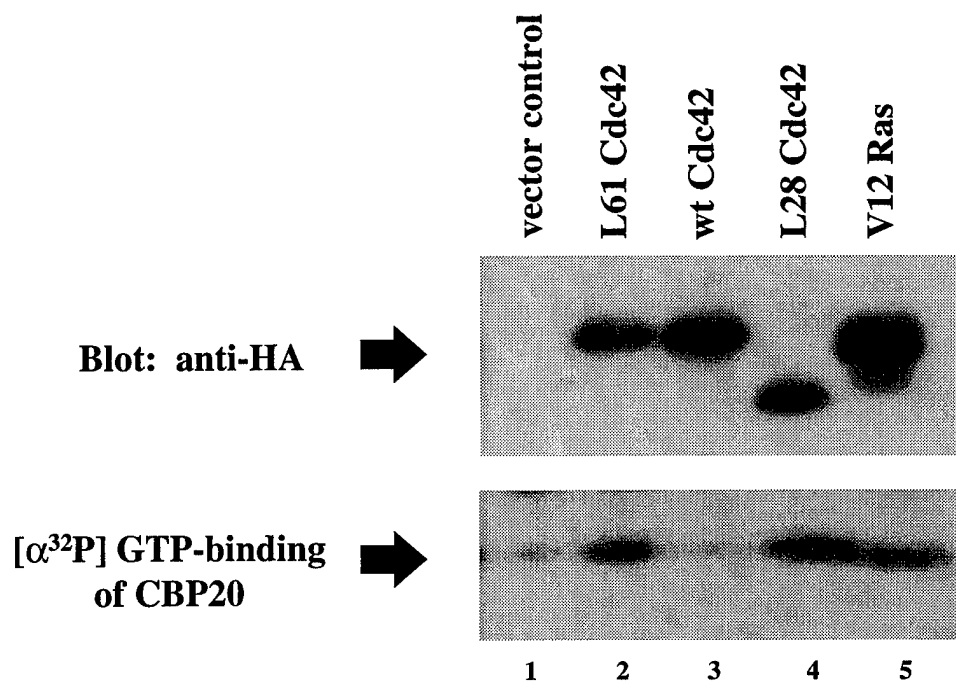 vector control
L61 Cdc42
wt Cdc42
L28 Cdc42
V12 Ras
Blot: anti-HA
[α³²P] GTP-binding
of CBP20
1 2 3 4 5